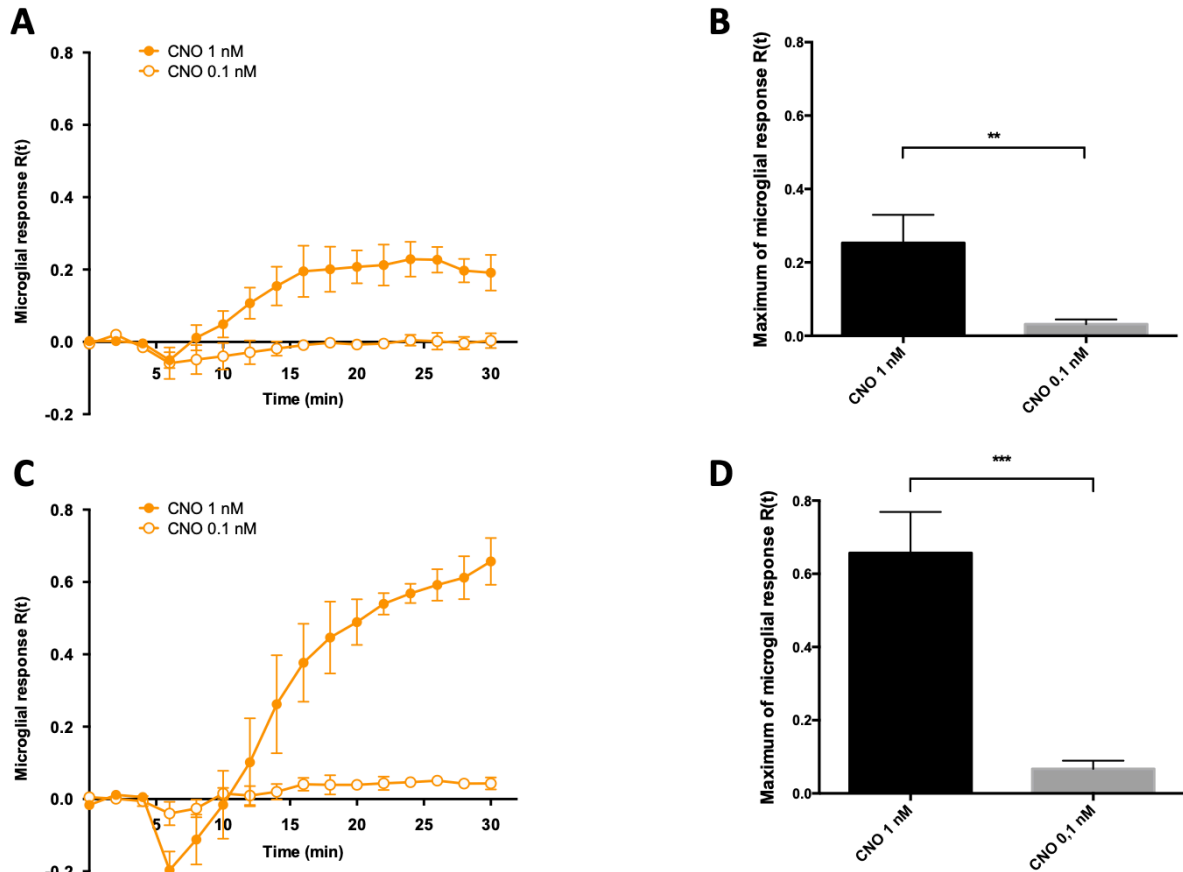 A
CNO 1 nM
CNO 0.1 nM
Microglial response R(t)
0.8
0.6
0.4
0.2
0.0
-0.2
5
10
15
20
25
30
Time (min)
B
Maximum of microglial response R(t)
0.8
0.6
0.4
0.2
0.0
**
CNO 1 nM
CNO 0.1 nM
C
CNO 1 nM
CNO 0.1 nM
Microglial response R(t)
0.8
0.6
0.4
0.2
0.0
-0.2
5
10
15
20
25
30
Time (min)
D
Maximum of microglial response R(t)
0.8
0.6
0.4
0.2
0.0
***
CNO 1 nM
CNO 0,1 nM